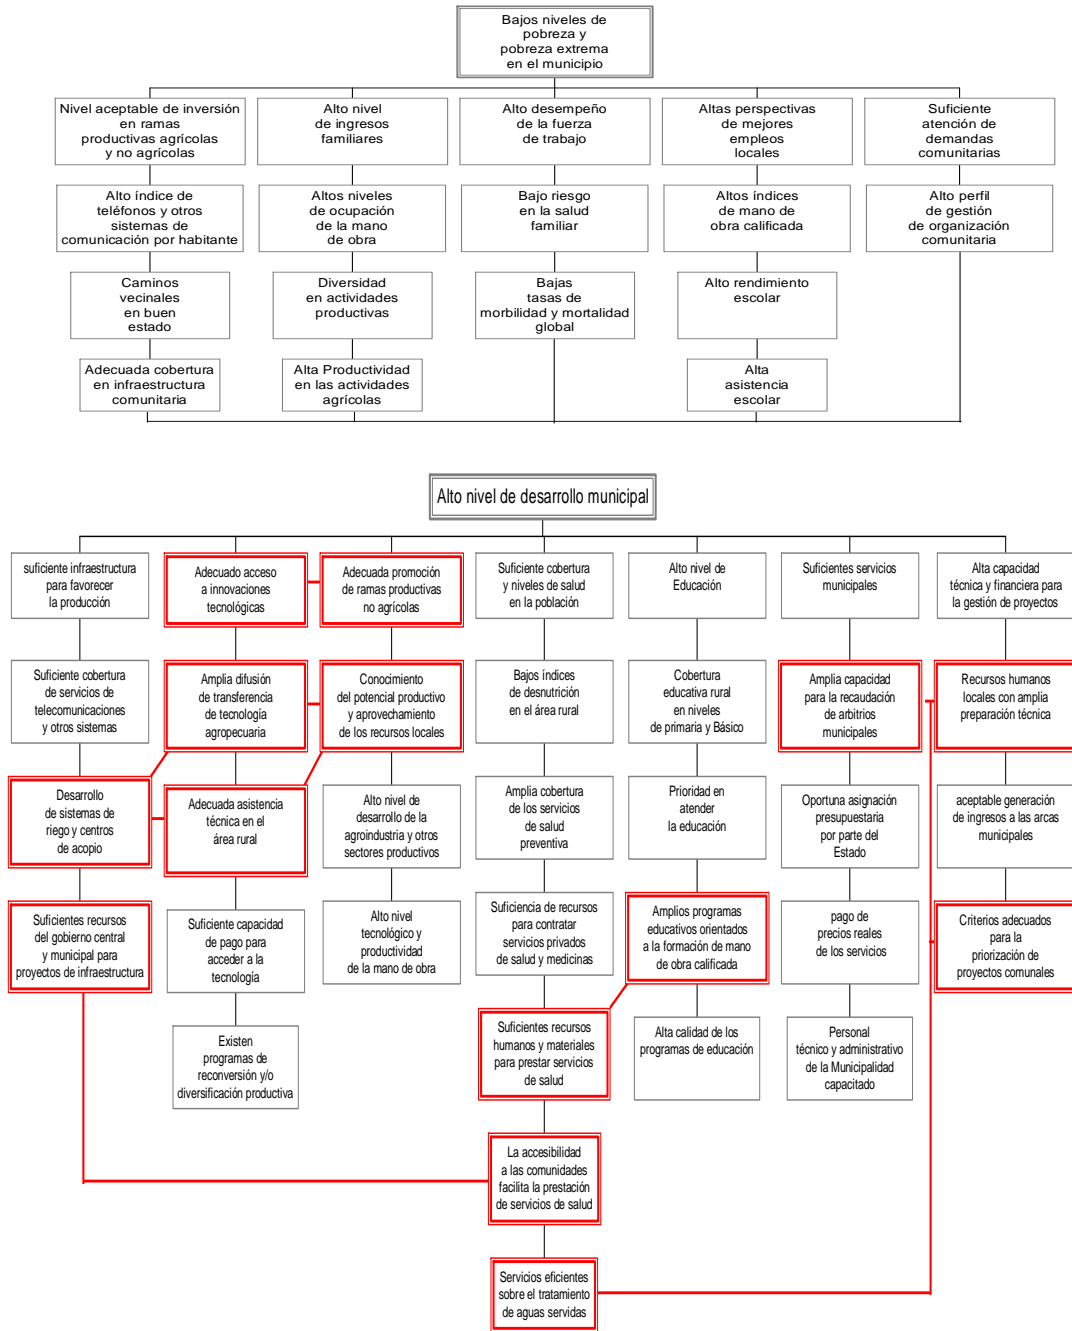 Bajos niveles de
pobreza y
pobreza extrema
en el municipio
Nivel aceptable de inversión
en ramas
productivas agrícolas
y no agrícolas
Alto nivel
de ingresos
familiares
Alto desempeño
de la fuerza
de trabajo
Altas perspectivas
de mejores
empleos
locales
Suficiente
atención de
demandas
comunitarias
Alto índice de
teléfonos y otros
sistemas de
comunicación por habitante
Altos niveles
de ocupación
de la mano
de obra
Bajo riesgo
en la salud
familiar
Altos índices
de mano de
obra calificada
Alto perfil
de gestión
de organización
comunitaria
Caminos
vecinales
en buen
estado
Diversidad
en actividades
productivas
Bajas
tasas de
morbilidad y mortalidad
global
Alto rendimiento
escolar
Adecuada cobertura
en infraestructura
comunitaria
Alta Productividad
en las actividades
agrícolas
Alta
asistencia
escolar
Alto nivel de desarrollo municipal
suficiente infraestructura
para favorecer
la producción
Adecuado acceso
a innovaciones
tecnológicas
Adecuada promoción
de ramas productivas
no agrícolas
Suficiente cobertura
y niveles de salud
en la población
Alto nivel de
Educación
Suficientes servicios
municipales
Alta capacidad
técnica y financiera para
la gestión de proyectos
Suficiente cobertura
de servicios de
telecomunicaciones
y otros sistemas
Amplia difusión
de transferencia
de tecnología
agropecuaria
Conocimiento
del potencial productivo
y aprovechamiento
de los recursos locales
Bajos índices
de desnutrición
en el área rural
Cobertura
educativa rural
en niveles
de primaria y Básico
Amplia capacidad
para la recaudación
de arbitrios
municipales
Recursos humanos
locales con amplia
preparación técnica
Desarrollo
de sistemas de
riego y centros
de acopio
Adecuada asistencia
técnica en el
área rural
Alto nivel de
desarrollo de la
agroindustria y otros
sectores productivos
Amplia cobertura
de los servicios
de salud
preventiva
Prioridad en
atender
la educación
Oportuna asignación
presupuestaria
por parte del
Estado
aceptable generación
de ingresos a las arcas
municipales
Suficientes recursos
del gobierno central
y municipal para
proyectos de infraestructura
Suficiente capacidad
de pago para
acceder a la
tecnología
Alto nivel
tecnológico y
productividad
de la mano de obra
Suficiencia de recursos
para contratar
servicios privados
de salud y medicinas
Amplios programas
educativos orientados
a la formación de mano
de obra calificada
pago de
precios reales
de los servicios
Criterios adecuados
para la
priorización de
proyectos comunales
Existen
programas de
reconversión y/o
diversificación productiva
Suficientes recursos
humanos y materiales
para prestar servicios
de salud
Alta calidad de los
programas de educación
Personal
técnico y administrativo
de la Municipalidad
capacitado
La accesibilidad
a las comunidades
facilita la prestación
de servicios de salud
Servicios eficientes
sobre el tratamiento
de aguas servidas